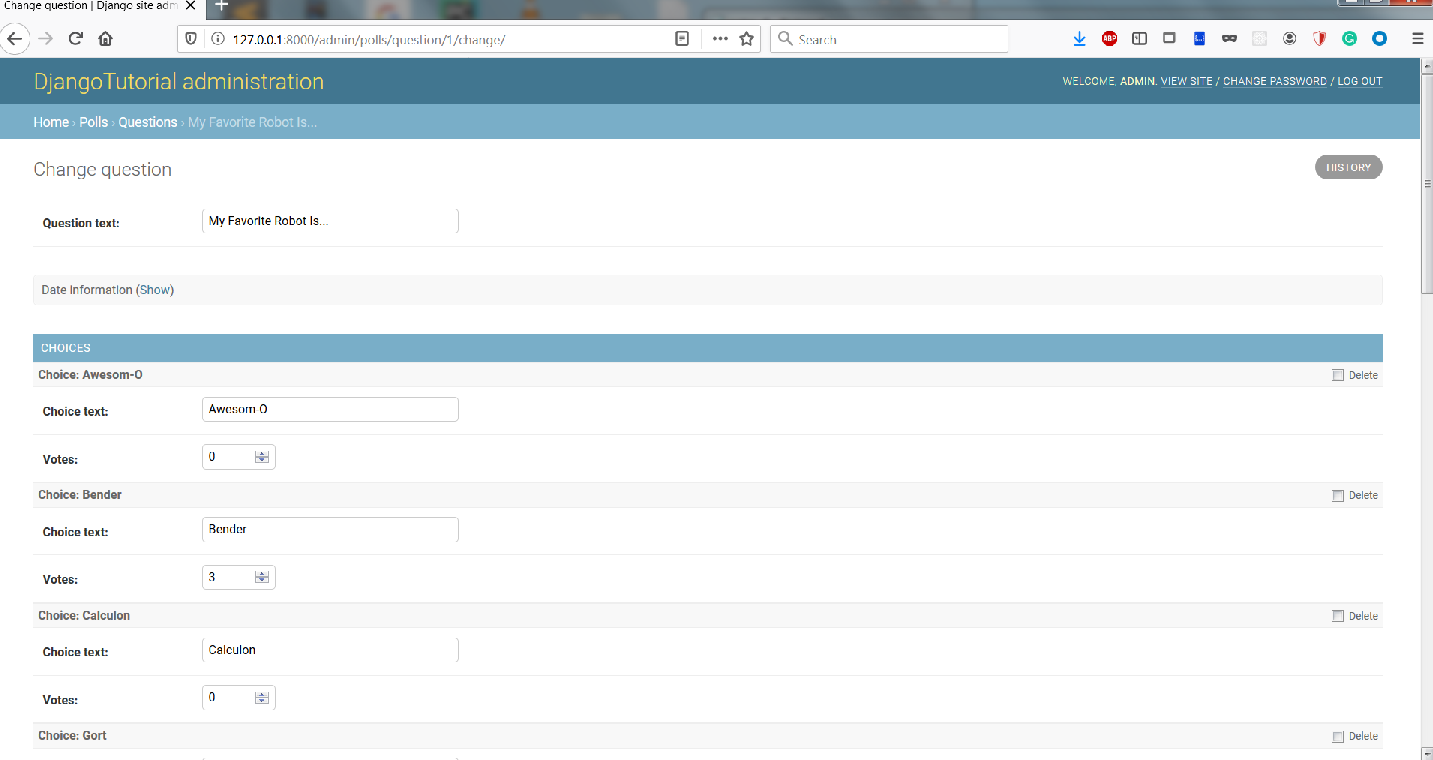 Change question | Django site adm
127.0.0.1:8000/admin/polls/question/1/change/
Search
ABP
DjangoTutorial administration
WELCOME, ADMIN. VIEW SITE / CHANGE PASSWORD / LOG OUT
Home › Polls › Questions › My Favorite Robot Is...
Change question
HISTORY
Question text:
My Favorite Robot Is...
Date Information (Show)
CHOICES
Choice: Awesom-O
Delete
Choice text:
Awesom-O
Votes:
0
Choice: Bender
Delete
Choice text:
Bender
Votes:
3
Choice: Calculon
Delete
Choice text:
Calculon
Votes:
0
Choice: Gort
Delete